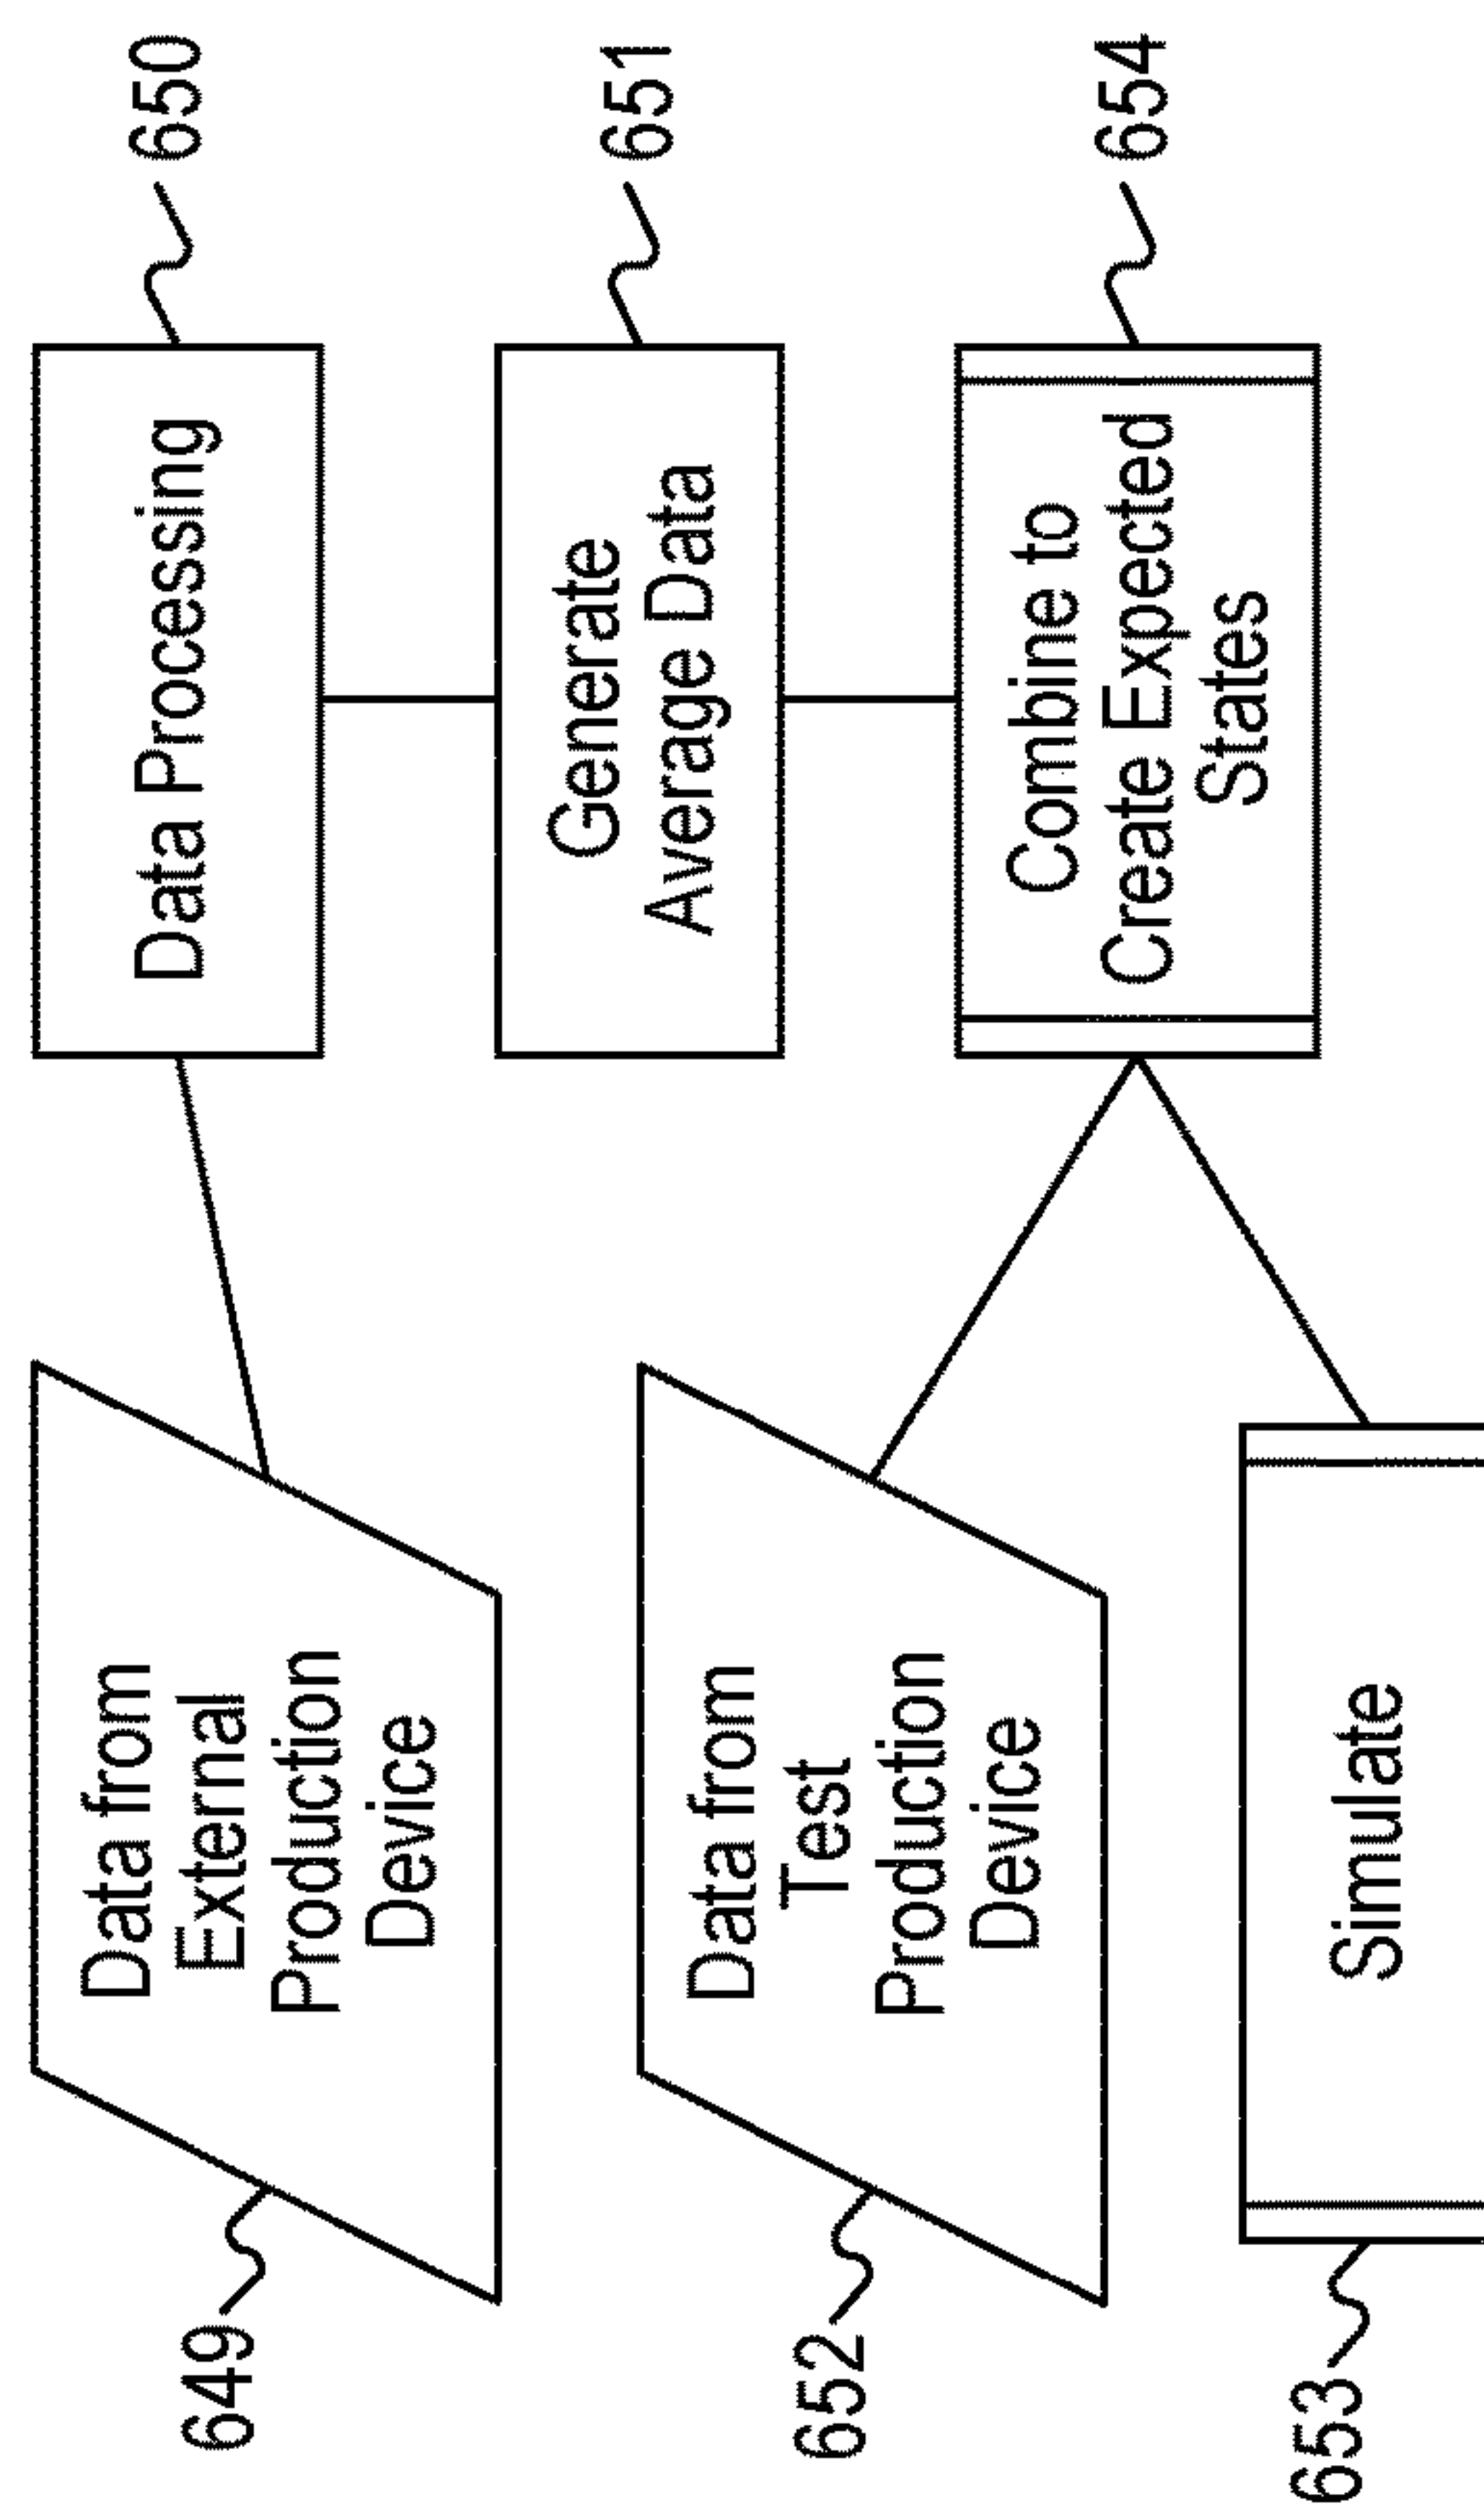 649
Data from
External
Production
Device
Data Processing
650
Generate
Average Data
651
652
Data from
Test
Production
Device
653
Simulate
Combine to
Create Expected
States
654